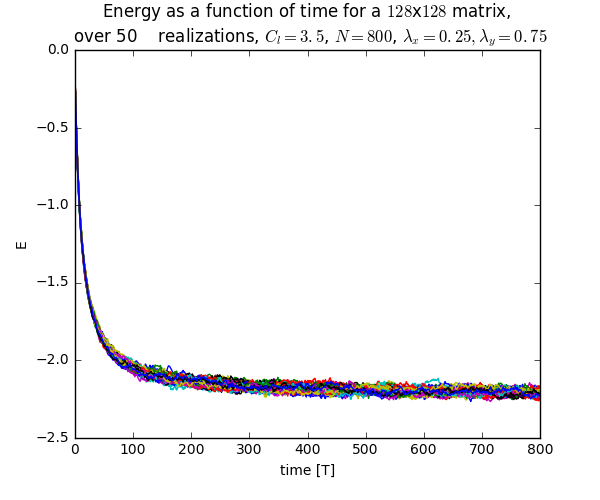 Energy as a function of time for a 128x128 matrix,
over 50    realizations, C_l = 3.5, N = 800, λ_x = 0.25, λ_y = 0.75
0.0
−0.5
−1.0
−1.5
−2.0
−2.5
E
0 100 200 300 400 500 600 700 800
time [T]